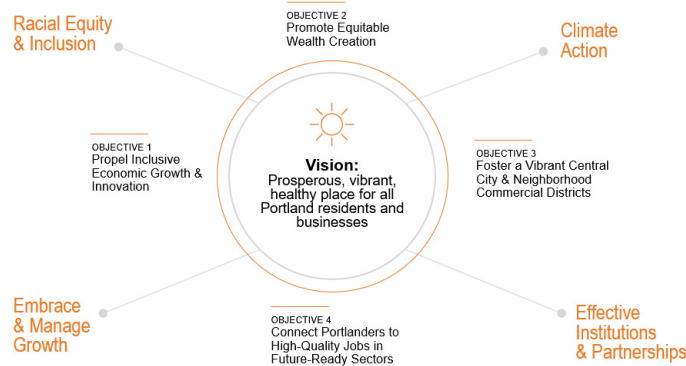 Racial Equity
& Inclusion
OBJECTIVE 2
Promote Equitable
Wealth Creation
Climate
Action
OBJECTIVE 1
Propel Inclusive
Economic Growth &
Innovation
Vision:
Prosperous, vibrant,
healthy place for all
Portland residents and
businesses
OBJECTIVE 3
Foster a Vibrant Central
City & Neighborhood
Commercial Districts
Embrace
& Manage
Growth
OBJECTIVE 4
Connect Portlanders to
High-Quality Jobs in
Future-Ready Sectors
Effective
Institutions
& Partnerships